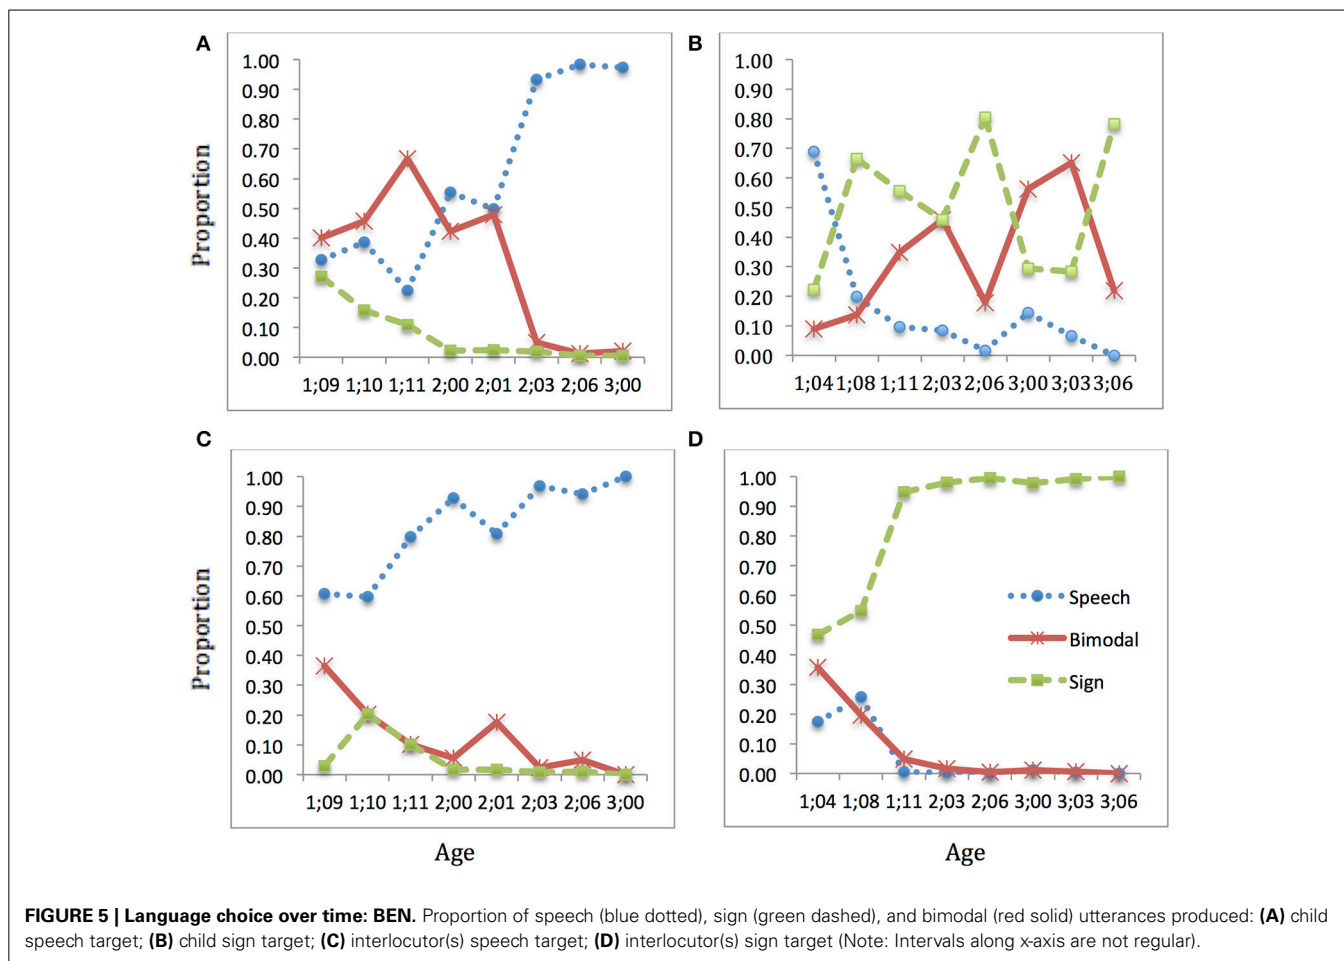 A
1.00
0.90
0.80
0.70
0.60
0.50
0.40
0.30
0.20
0.10
0.00
Proportion
1;09 1;10 1;11 2;00 2;01 2;03 2;06 3;00
B
1.00
0.90
0.80
0.70
0.60
0.50
0.40
0.30
0.20
0.10
0.00
1;04 1;08 1;11 2;03 2;06 3;00 3;03 3;06
C
1.00
0.90
0.80
0.70
0.60
0.50
0.40
0.30
0.20
0.10
0.00
Proportion
1;09 1;10 1;11 2;00 2;01 2;03 2;06 3;00
Age
D
1.00
0.90
0.80
0.70
0.60
0.50
0.40
0.30
0.20
0.10
0.00
Speech
Bimodal
Sign
1;04 1;08 1;11 2;03 2;06 3;00 3;03 3;06
Age
FIGURE 5 | Language choice over time: BEN. Proportion of speech (blue dotted), sign (green dashed), and bimodal (red solid) utterances produced: (A) child
speech target; (B) child sign target; (C) interlocutor(s) speech target; (D) interlocutor(s) sign target (Note: Intervals along x-axis are not regular).